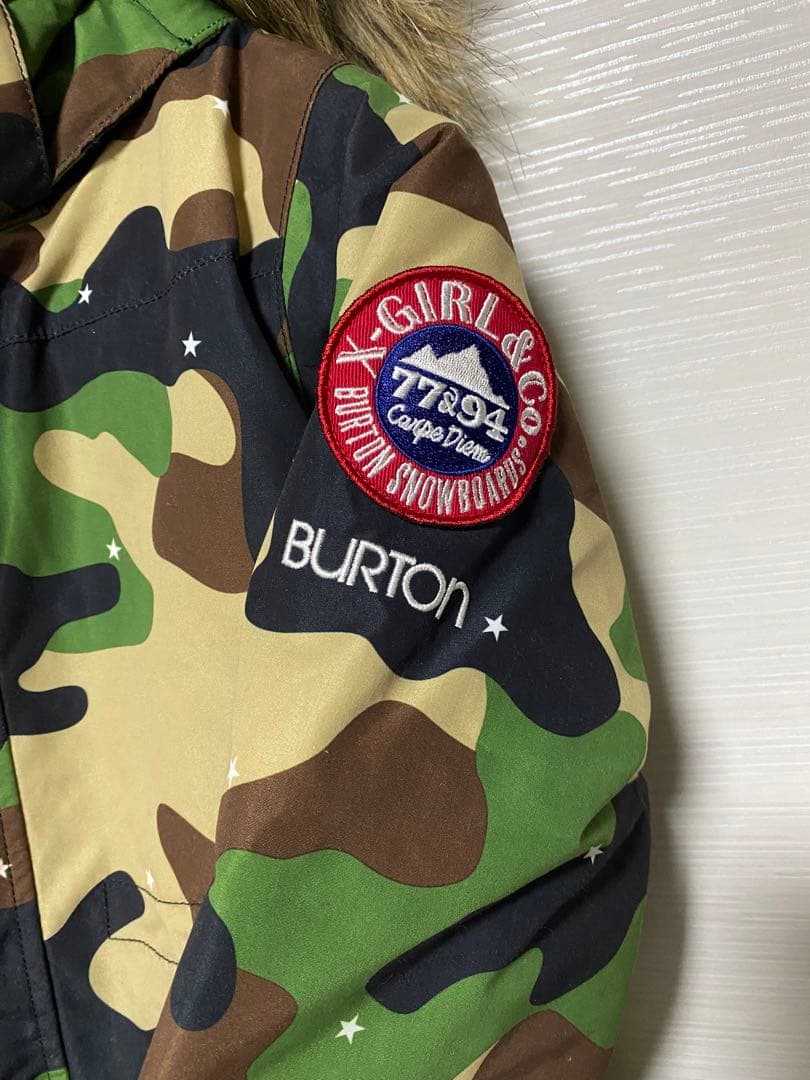 X-GIRL & CO.
77&94
Carpe Diem
BURTON SNOWBOARDS
BURTON